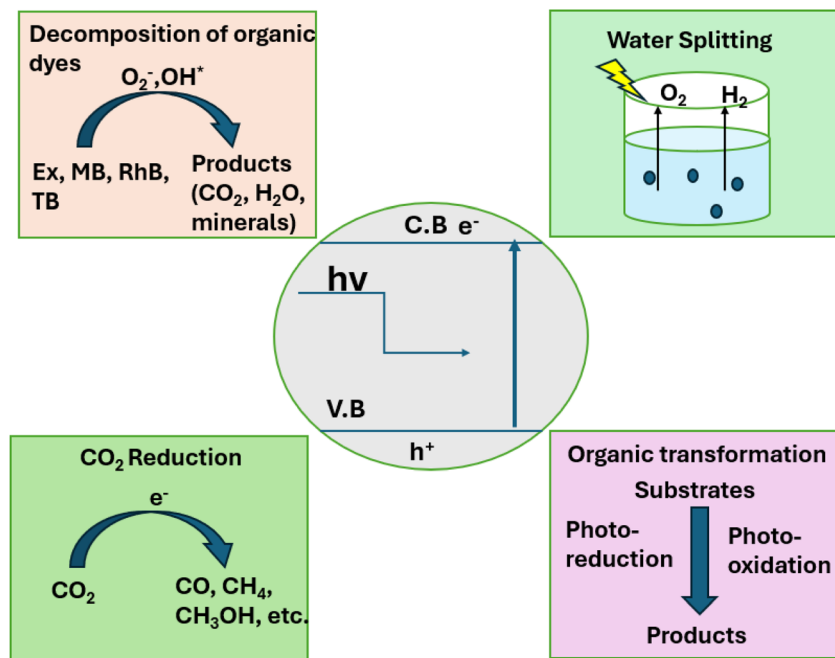 Decomposition of organic
dyes
O₂⁻,OH*
Ex, MB, RhB,
TB
Products
(CO₂, H₂O,
minerals)
Water Splitting
O₂
H₂
C.B e⁻
hv
V.B
h⁺
CO₂ Reduction
e⁻
CO₂
CO, CH₄,
CH₃OH, etc.
Organic transformation
Substrates
Photo-
reduction
Photo-
oxidation
Products